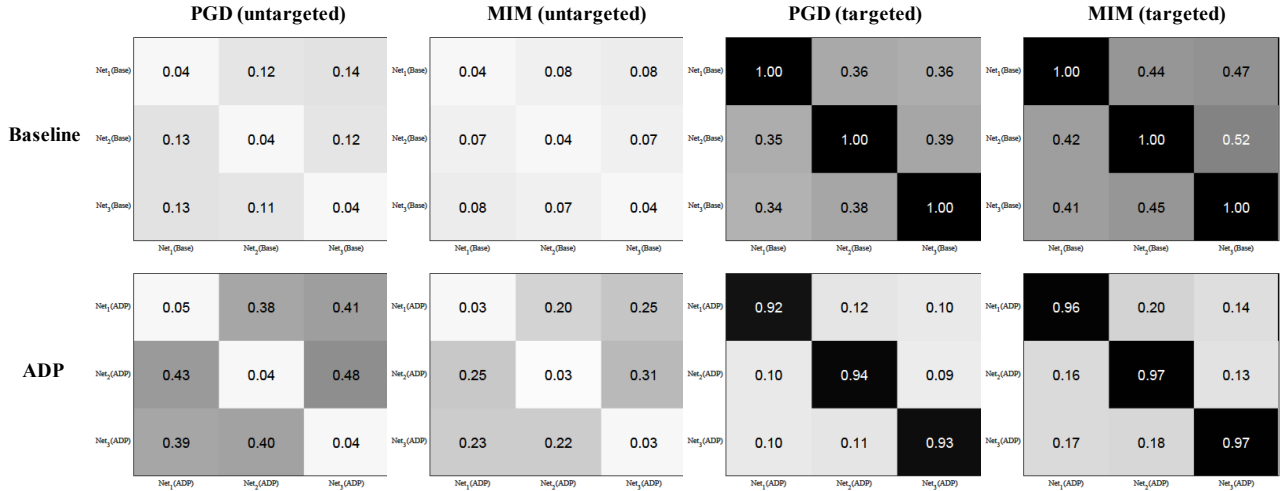 PGD (untargeted) MIM (untargeted) PGD (targeted) MIM (targeted)
Net1(Base) 0.04 0.12 0.14 Net1(Base) 0.04 0.08 0.08 Net1(Base) 1.00 0.36 0.36 Net1(Base) 1.00 0.44 0.47
Baseline Net2(Base) 0.13 0.04 0.12 Net2(Base) 0.07 0.04 0.07 Net2(Base) 0.35 1.00 0.39 Net2(Base) 0.42 1.00 0.52
Net3(Base) 0.13 0.11 0.04 Net3(Base) 0.08 0.07 0.04 Net3(Base) 0.34 0.38 1.00 Net3(Base) 0.41 0.45 1.00
Net1(Base) Net2(Base) Net3(Base) Net1(Base) Net2(Base) Net3(Base) Net1(Base) Net2(Base) Net3(Base) Net1(Base) Net2(Base) Net3(Base)
Net1(ADP) 0.05 0.38 0.41 Net1(ADP) 0.03 0.20 0.25 Net1(ADP) 0.92 0.12 0.10 Net1(ADP) 0.96 0.20 0.14
ADP Net2(ADP) 0.43 0.04 0.48 Net2(ADP) 0.25 0.03 0.31 Net2(ADP) 0.10 0.94 0.09 Net2(ADP) 0.16 0.97 0.13
Net3(ADP) 0.39 0.40 0.04 Net3(ADP) 0.23 0.22 0.03 Net3(ADP) 0.10 0.11 0.93 Net3(ADP) 0.17 0.18 0.97
Net1(ADP) Net2(ADP) Net3(ADP) Net1(ADP) Net2(ADP) Net3(ADP) Net1(ADP) Net2(ADP) Net3(ADP) Net1(ADP) Net2(ADP) Net3(ADP)